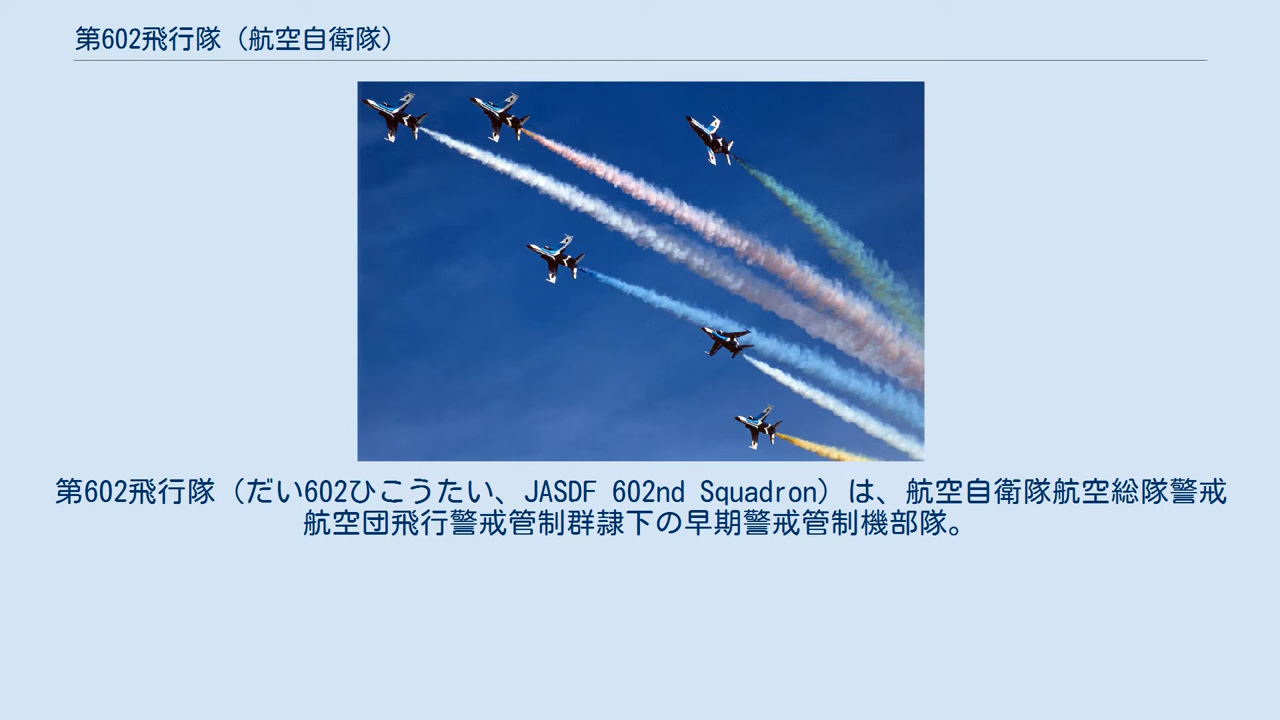 第602飛行隊（航空自衛隊）
第602飛行隊（だい602ひこうたい、JASDF 602nd Squadron）は、航空自衛隊航空総隊警戒
航空団飛行警戒管制群隷下の早期警戒管制機部隊。